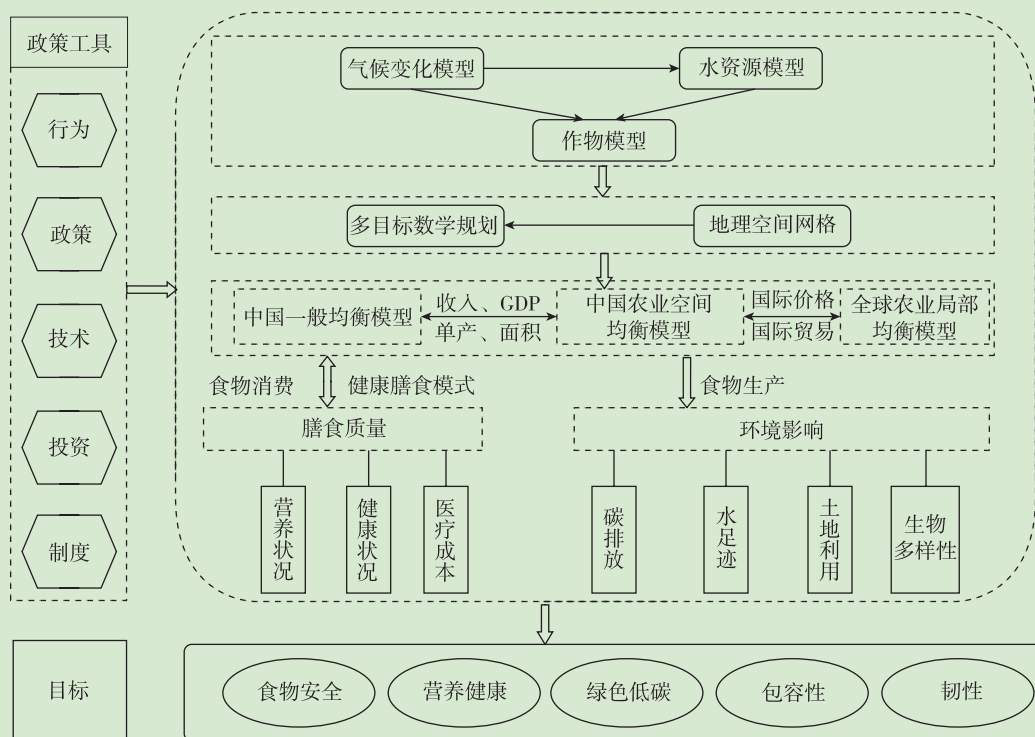 政策工具
行为
政策
技术
投资
制度
气候变化模型
水资源模型
作物模型
多目标数学规划
地理空间网格
中国一般均衡模型
收入、GDP
单产、面积
中国农业空间
均衡模型
国际价格
国际贸易
全球农业局部
均衡模型
食物消费
健康膳食模式
食物生产
膳食质量
环境影响
营养状况
健康状况
医疗成本
碳排放
水足迹
土地利用
生物
多样性
目标
食物安全
营养健康
绿色低碳
包容性
韧性